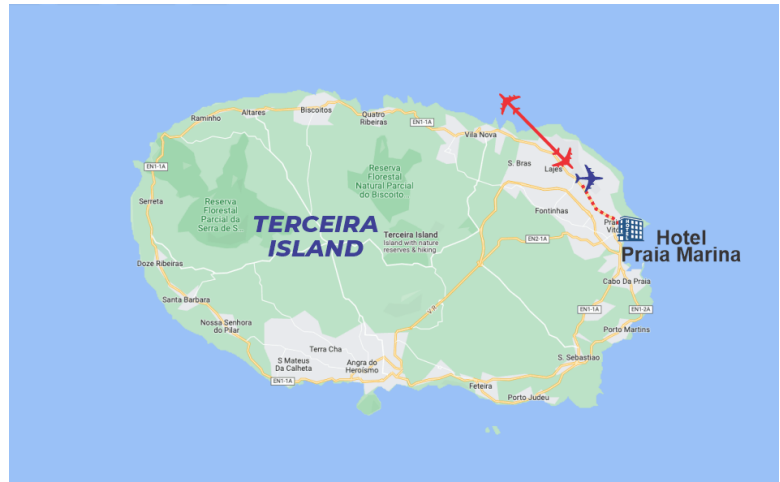 Biscoitos
Altares
Raminho
Quatro
Ribeiras
EN1-1A
Vila Nova
S. Bras
Lajes
EN1-1A
Reserva
Florestal
Natural Parcial
do Biscoito
Serreta
Reserva
Florestal
Parcial da
Serra de S...
Fontinhas
TERCEIRA
ISLAND
Terceira Island
Island with nature
reserves & hiking
EN2-1A
Hotel
Praia Marina
Doze Ribeiras
Cabo Da Praia
Santa Barbara
V.R.
EN1-1A
EN1-2A
Nossa Senhora
do Pilar
Porto Martins
Terra Cha
S Mateus
Da Calheta
Angra do
Heroismo
S. Sebastiao
EN1-1A
Feteira
Porto Judeu